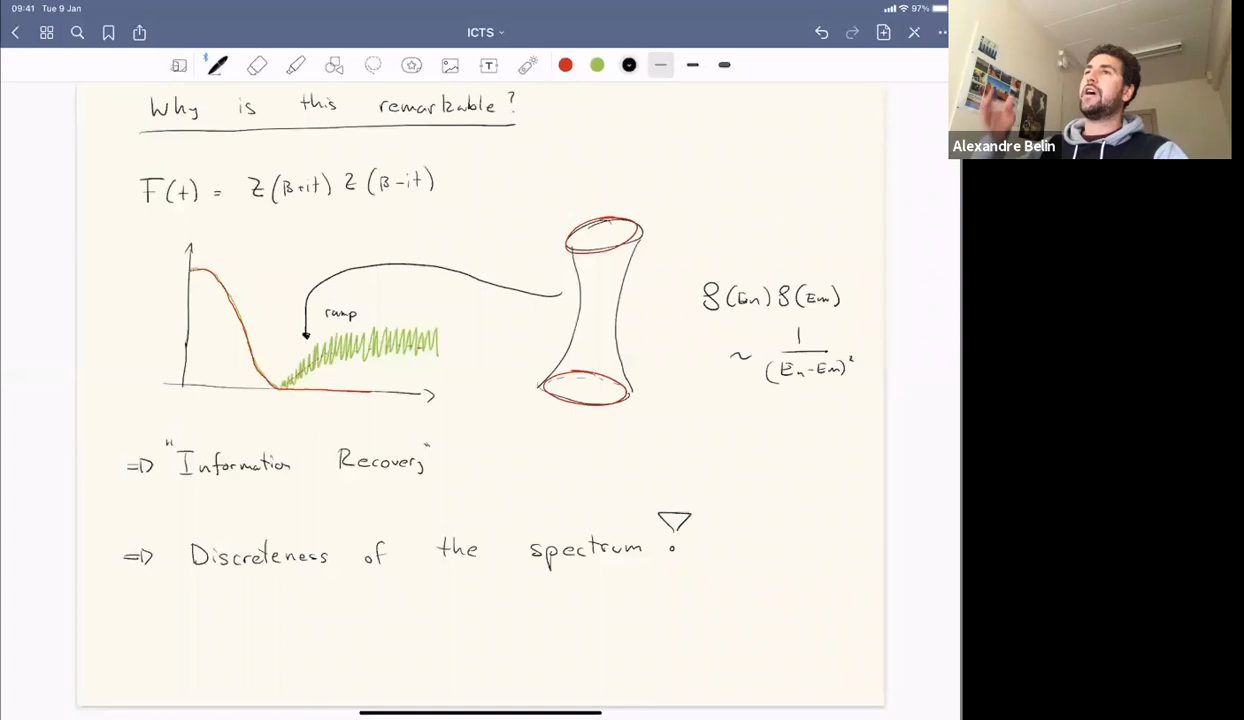 09:41 Tue 9 Jan
97%
ICTS
Alexandre Belin
Why is this remarkable?
F(t) = Z(β+it) Z(β-it)
ramp
ρ(En) ρ(Em)
~ 1/(En-Em)²
=> "Information Recovery"
=> Discreteness of the spectrum !